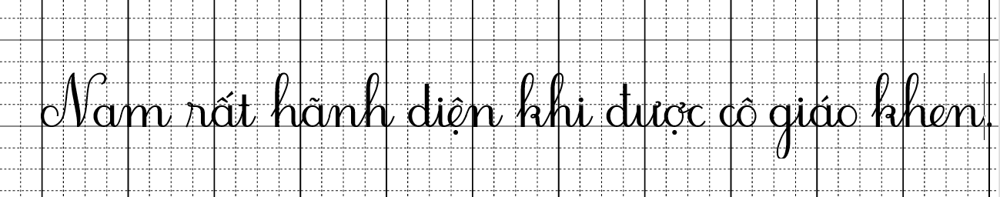 Nam rất hãnh diện khi được cô giáo khen.